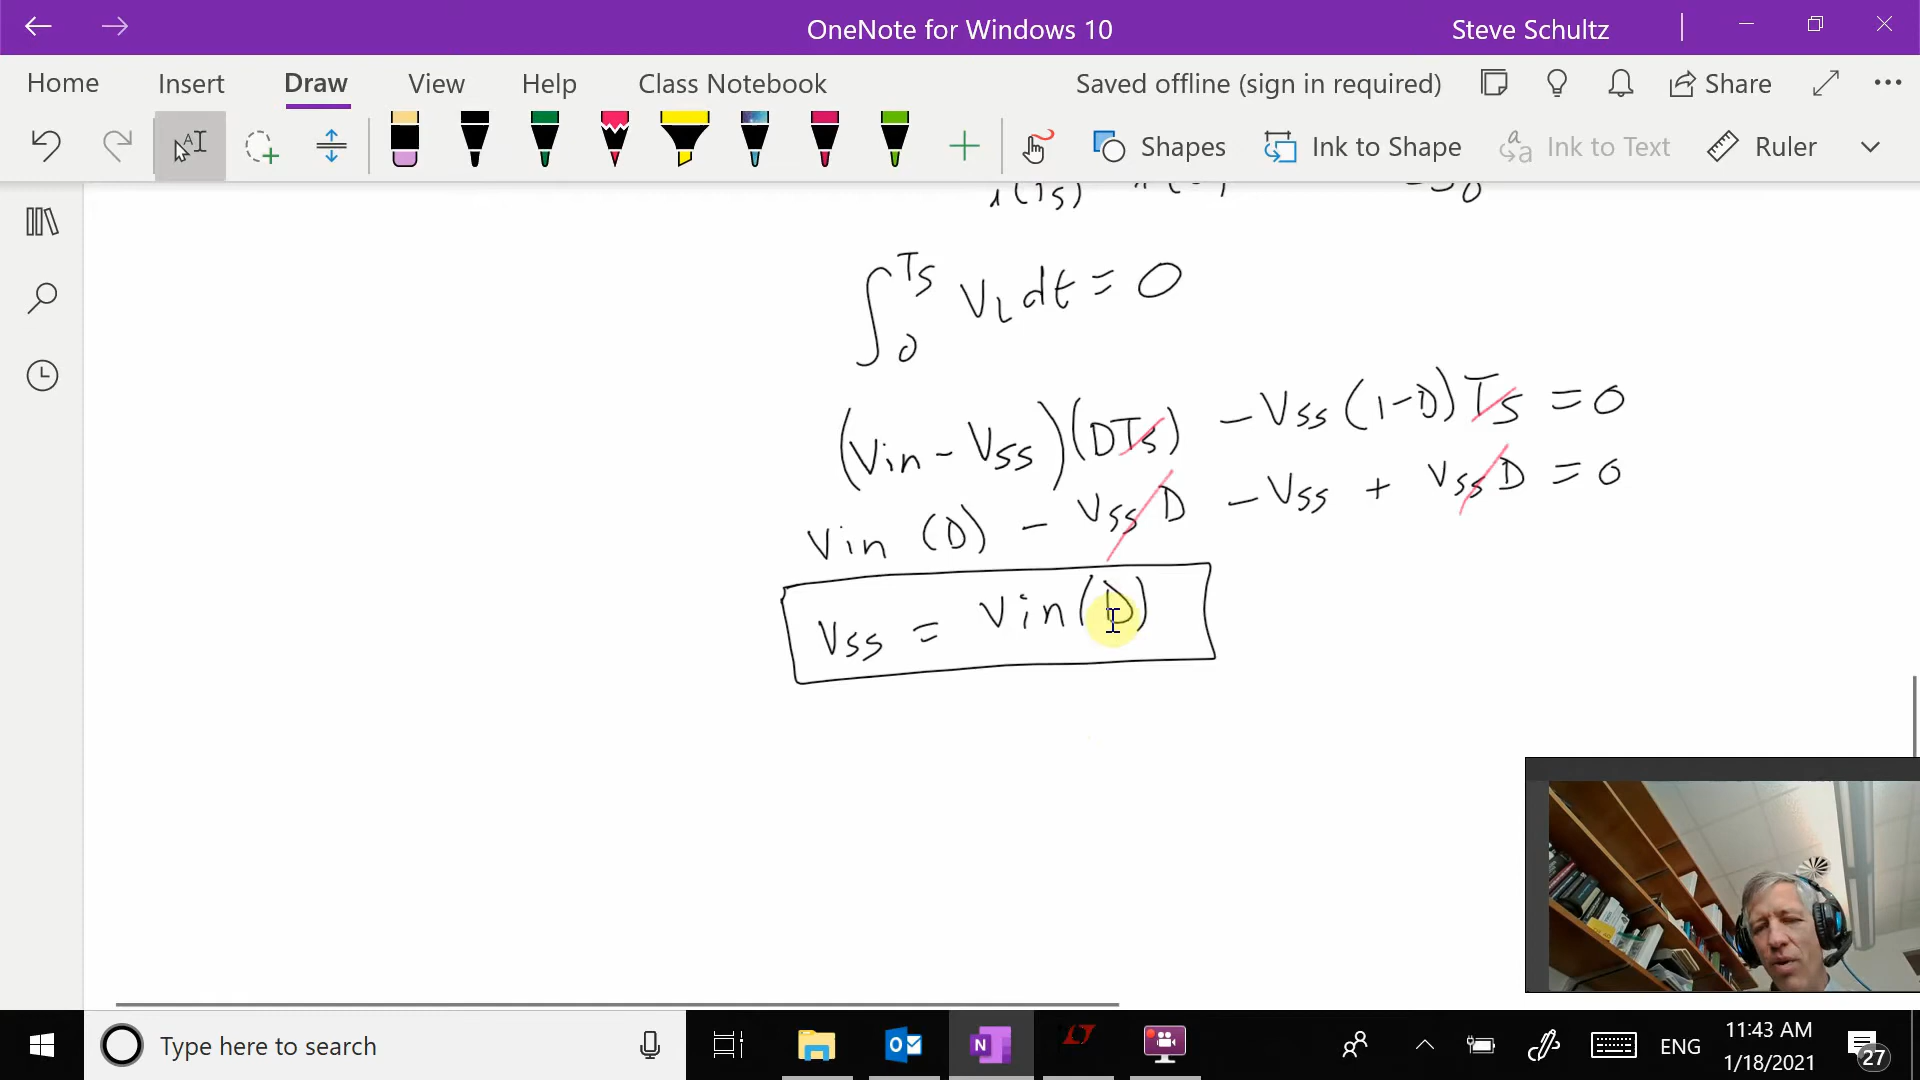 OneNote for Windows 10
Steve Schultz
Home Insert Draw View Help Class Notebook
Saved offline (sign in required)
Share
Shapes
Ink to Shape
Ink to Text
Ruler
∫₀^Ts VL dt = 0
(Vin - Vss)(DTs) - Vss(1-D)Ts = 0
Vin (D) - VssD - Vss + VssD = 0
Vss = Vin(D)
Type here to search
ENG
11:43 AM
1/18/2021
27